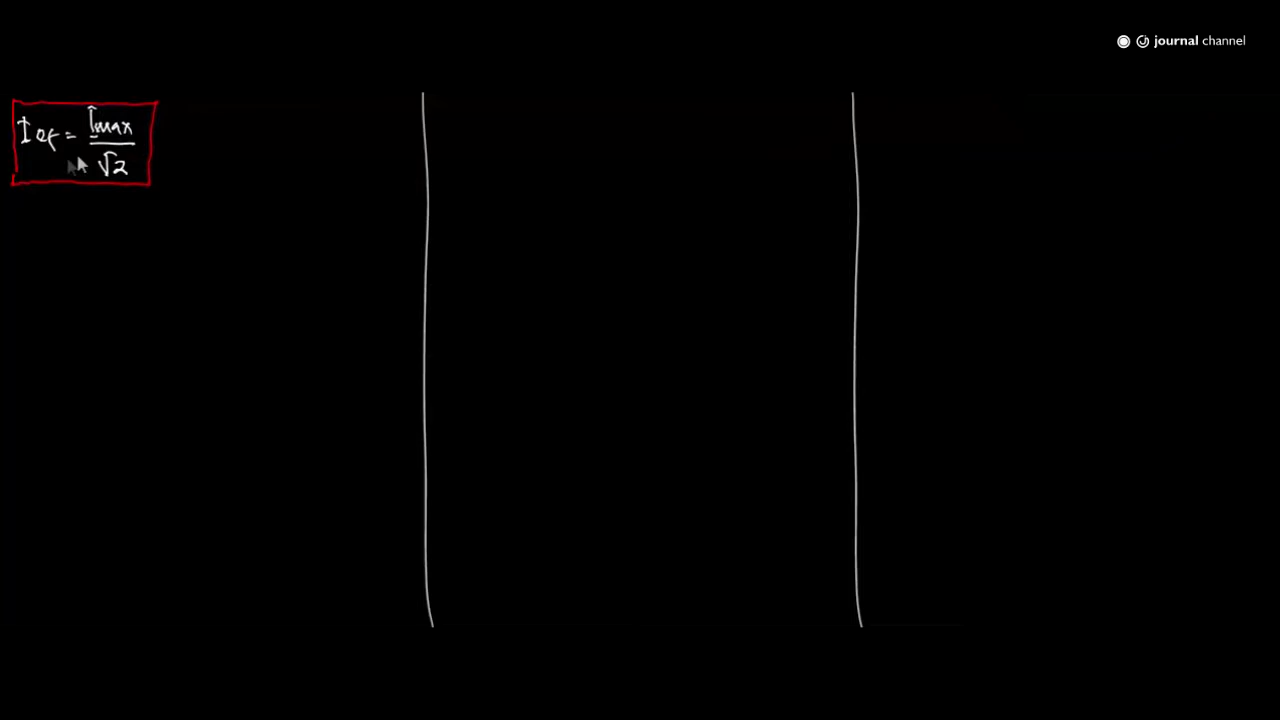 journal channel
Ief = Imax / √2